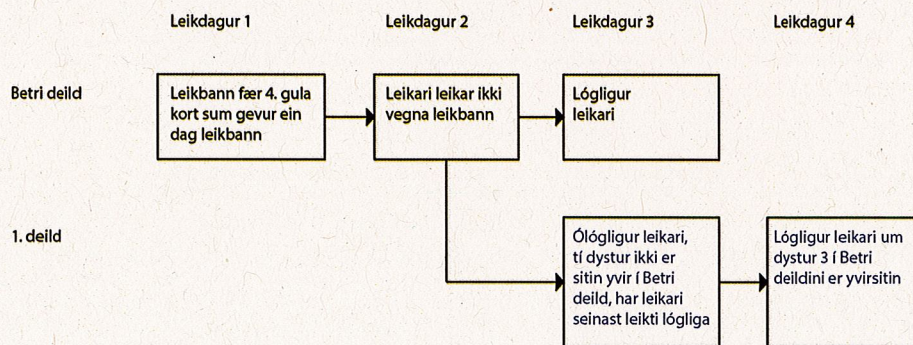 Leikdagur 1
Leikdagur 2
Leikdagur 3
Leikdagur 4
Betri deild
Leikbann fær 4. gula
kort sum gevur ein
dag leikbann
Leikari leikar ikki
vegna leikbann
Lógligur
leikari
1. deild
Ólógligur leikari,
tí dystur ikki er
sitin yvir í Betri
deild, har leikari
seinast leikti lógliga
Lógligur leikari um
dystur 3 í Betri
deildini er yvirsitin